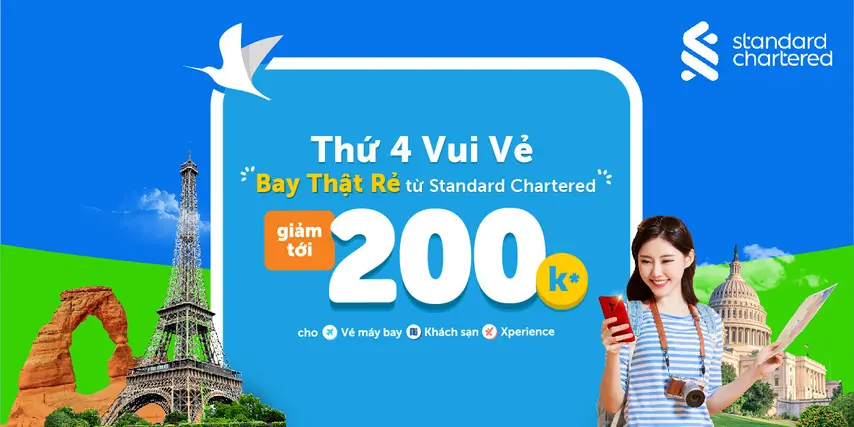 standard
chartered
Thứ 4 Vui Vẻ
Bay Thật Rẻ từ Standard Chartered
giảm
tới
200
k*
cho Vé máy bay Khách sạn Xperience